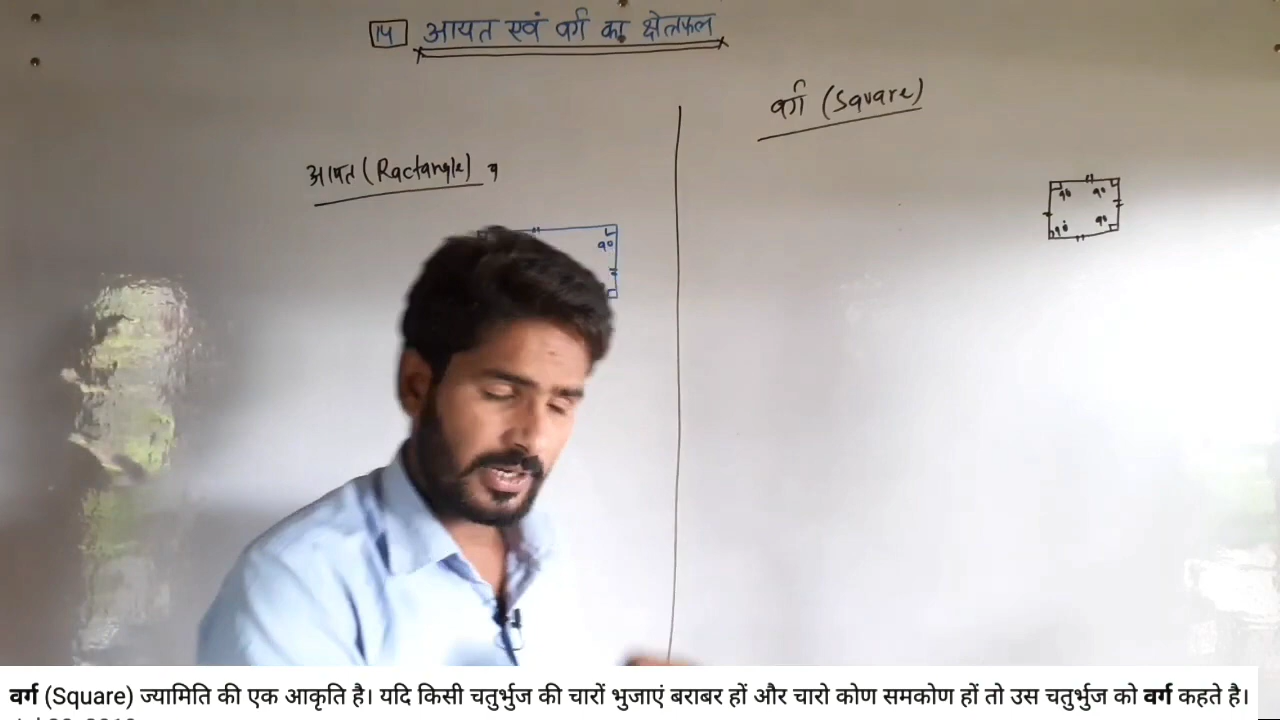 14 आयत एवं वर्ग का क्षेत्रफल
वर्ग (Square)
आयत (Ractangle)
90
90 90
90 90
वर्ग (Square) ज्यामिति की एक आकृति है। यदि किसी चतुर्भुज की चारों भुजाएं बराबर हों और चारो कोण समकोण हों तो उस चतुर्भुज को वर्ग कहते है।